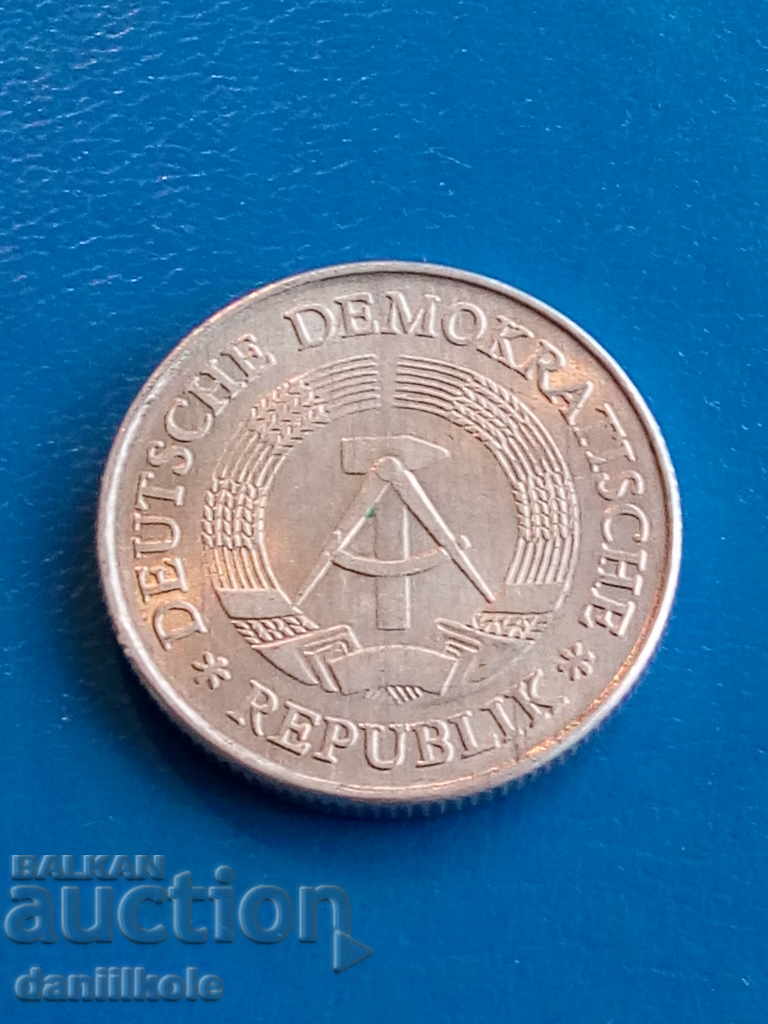 DEUTSCHE DEMOKRATISCHE
* REPUBLIK *
BALKAN
auction
daniilkole